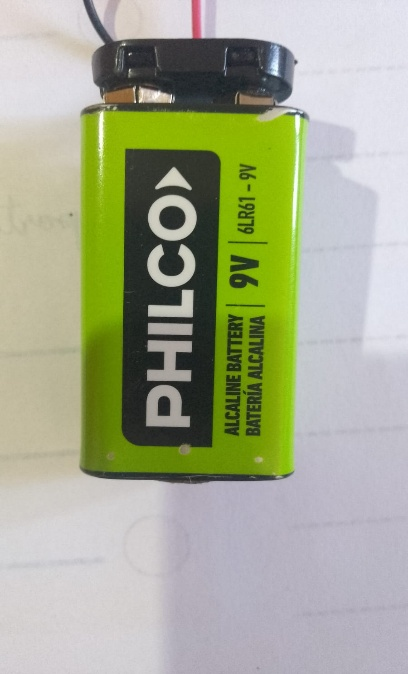 PHILCO
ALCALINE BATTERY
BATERÍA ALCALINA
9V
6LR61 – 9V